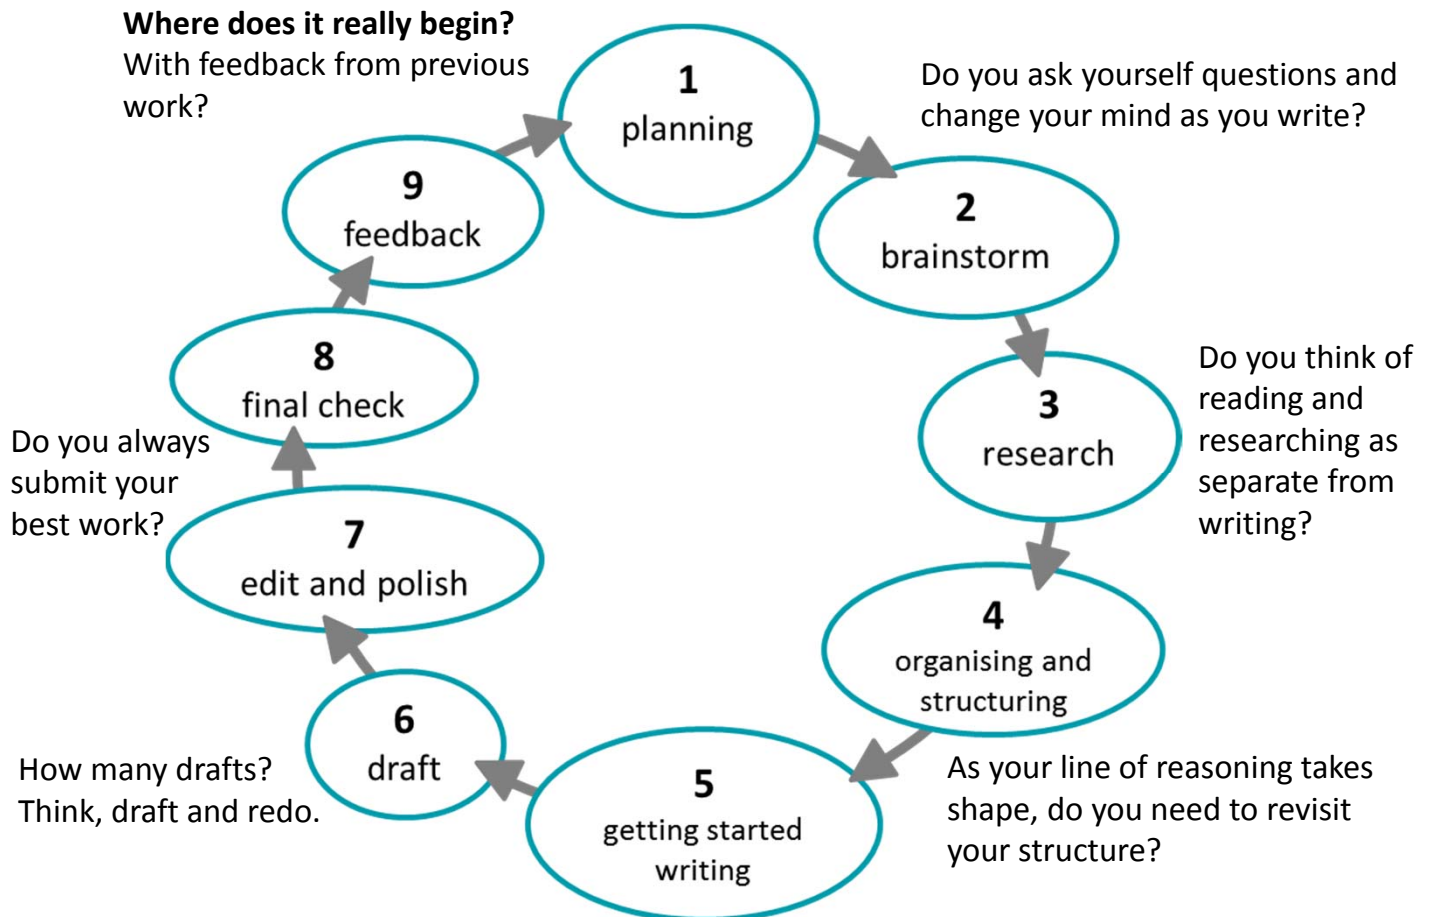 Where does it really begin?
With feedback from previous
work?
1
planning
Do you ask yourself questions and
change your mind as you write?
2
brainstorm
3
research
Do you think of
reading and
researching as
separate from
writing?
4
organising and
structuring
As your line of reasoning takes
shape, do you need to revisit
your structure?
5
getting started
writing
6
draft
How many drafts?
Think, draft and redo.
7
edit and polish
Do you always
submit your
best work?
8
final check
9
feedback